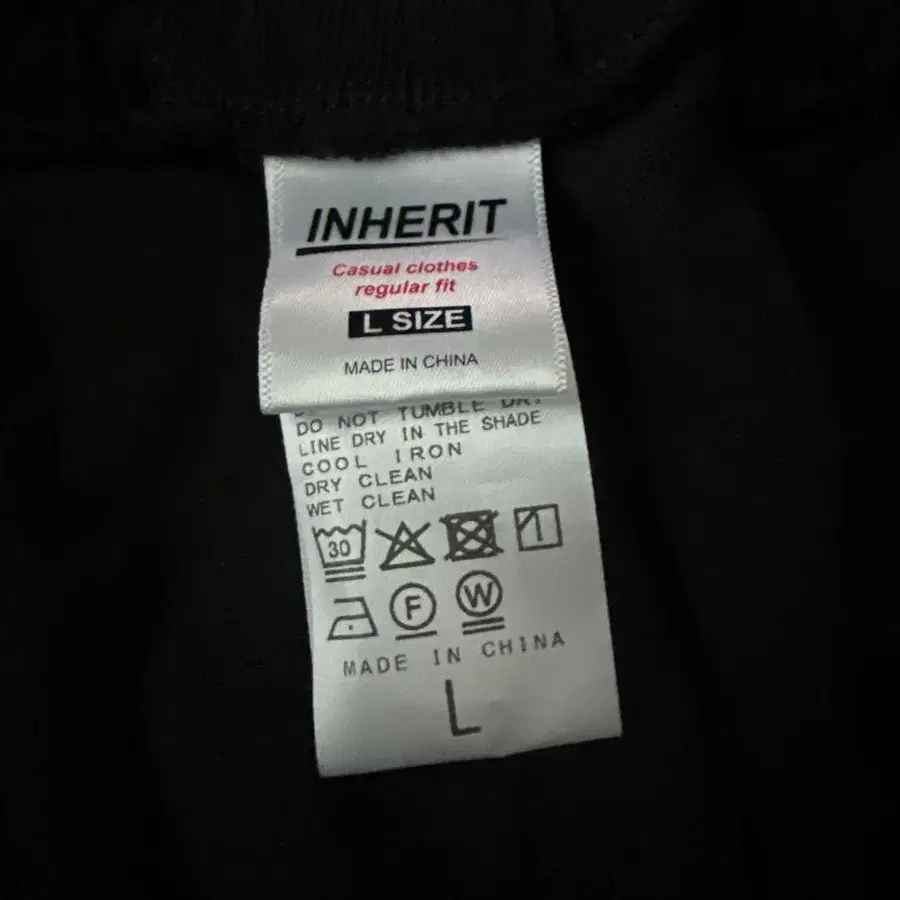 INHERIT
Casual clothes
regular fit
L SIZE
MADE IN CHINA
DO NOT TUMBLE DRY
LINE DRY IN THE SHADE
COOL IRON
DRY CLEAN
WET CLEAN
30
F W
MADE IN CHINA
L